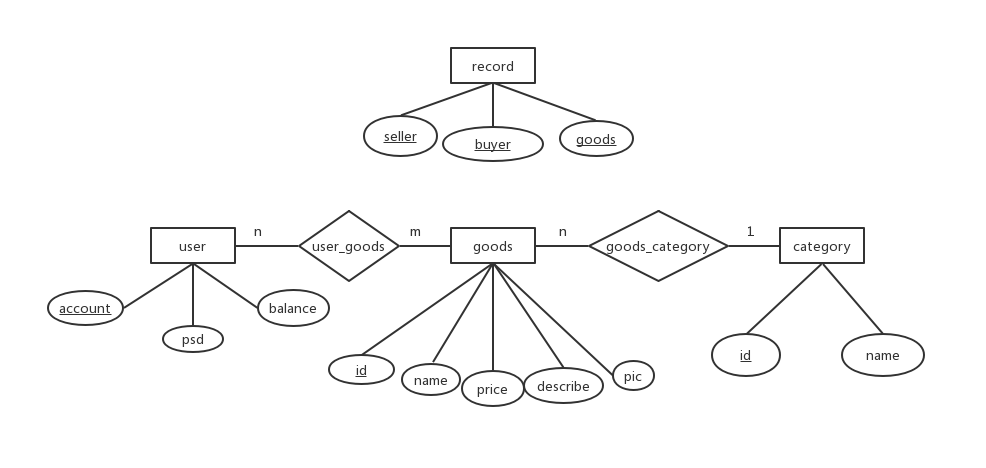 record
seller
buyer
goods
user
n
user_goods
m
goods
n
goods_category
1
category
account
psd
balance
id
name
price
describe
pic
id
name